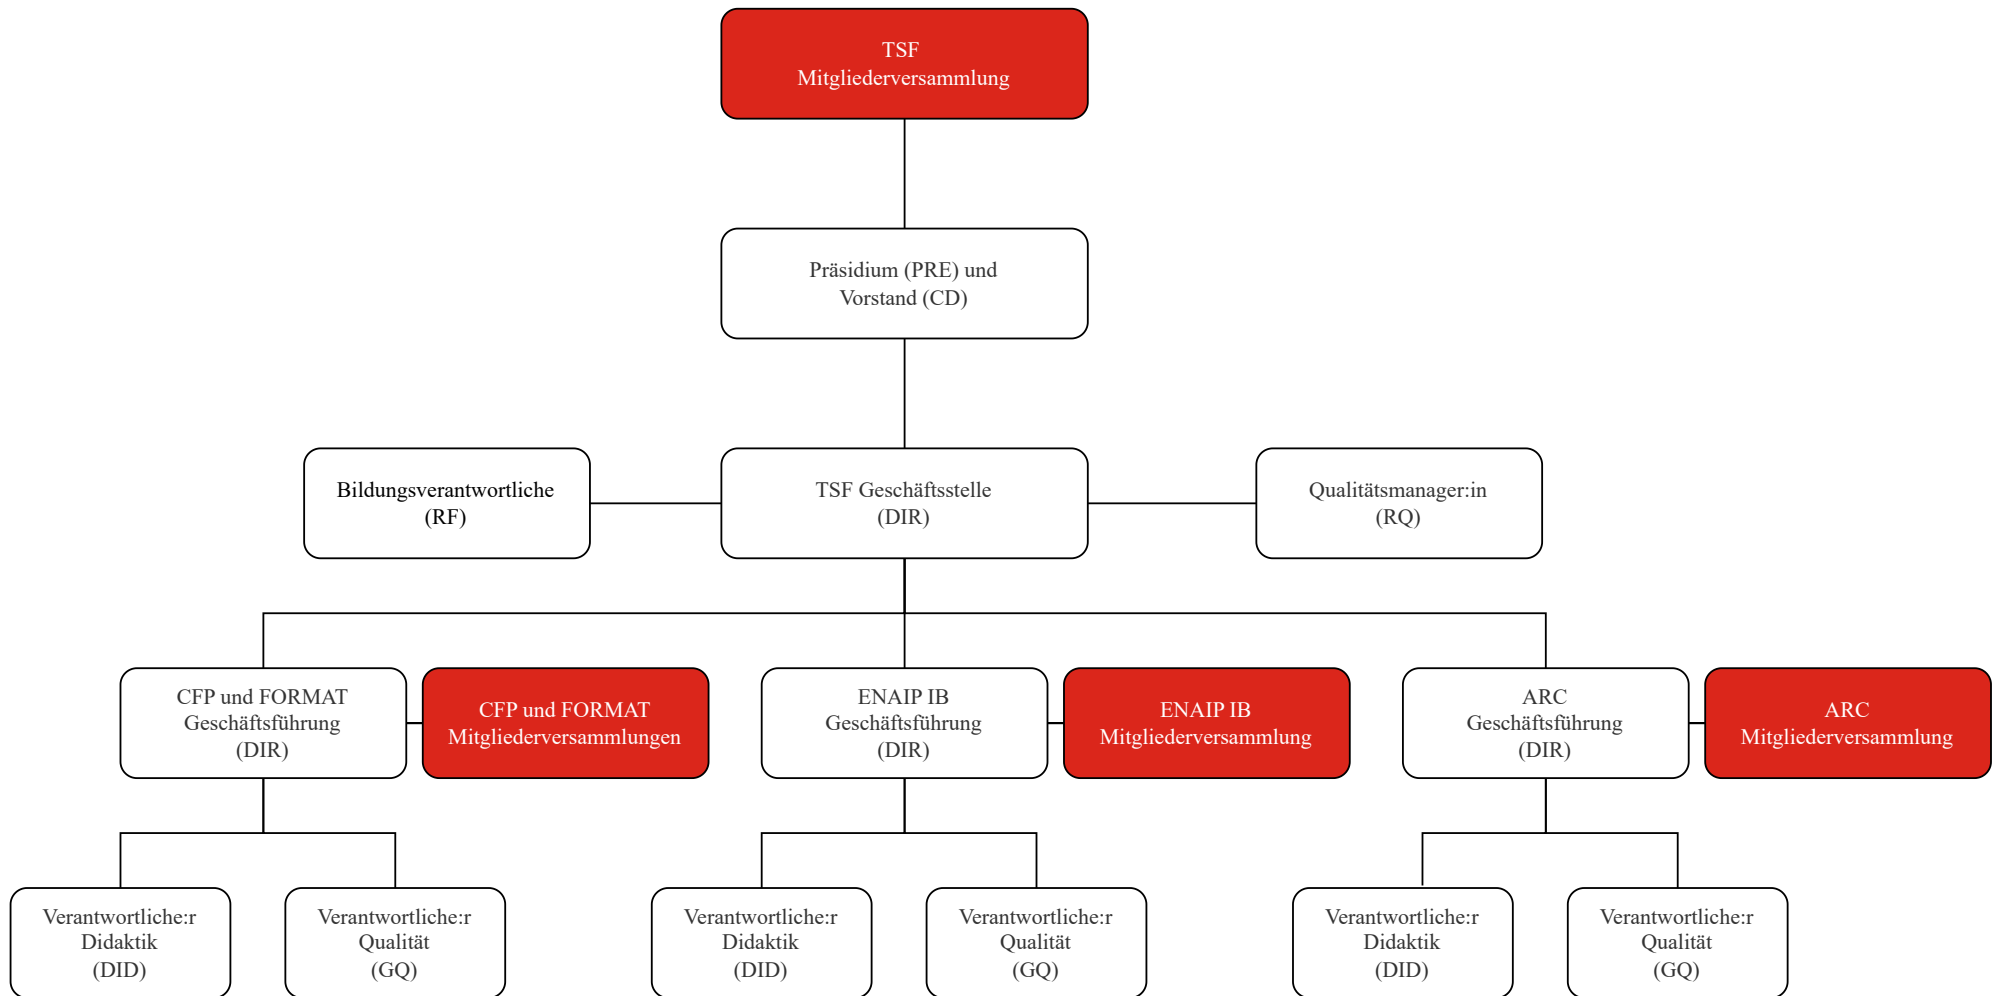 TSF
Mitgliederversammlung
Präsidium (PRE) und
Vorstand (CD)
Bildungsverantwortliche
(RF)
TSF Geschäftsstelle
(DIR)
Qualitätsmanager:in
(RQ)
CFP und FORMAT
Geschäftsführung
(DIR)
CFP und FORMAT
Mitgliederversammlungen
ENAIP IB
Geschäftsführung
(DIR)
ENAIP IB
Mitgliederversammlung
ARC
Geschäftsführung
(DIR)
ARC
Mitgliederversammlung
Verantwortliche:r
Didaktik
(DID)
Verantwortliche:r
Qualität
(GQ)
Verantwortliche:r
Didaktik
(DID)
Verantwortliche:r
Qualität
(GQ)
Verantwortliche:r
Didaktik
(DID)
Verantwortliche:r
Qualität
(GQ)